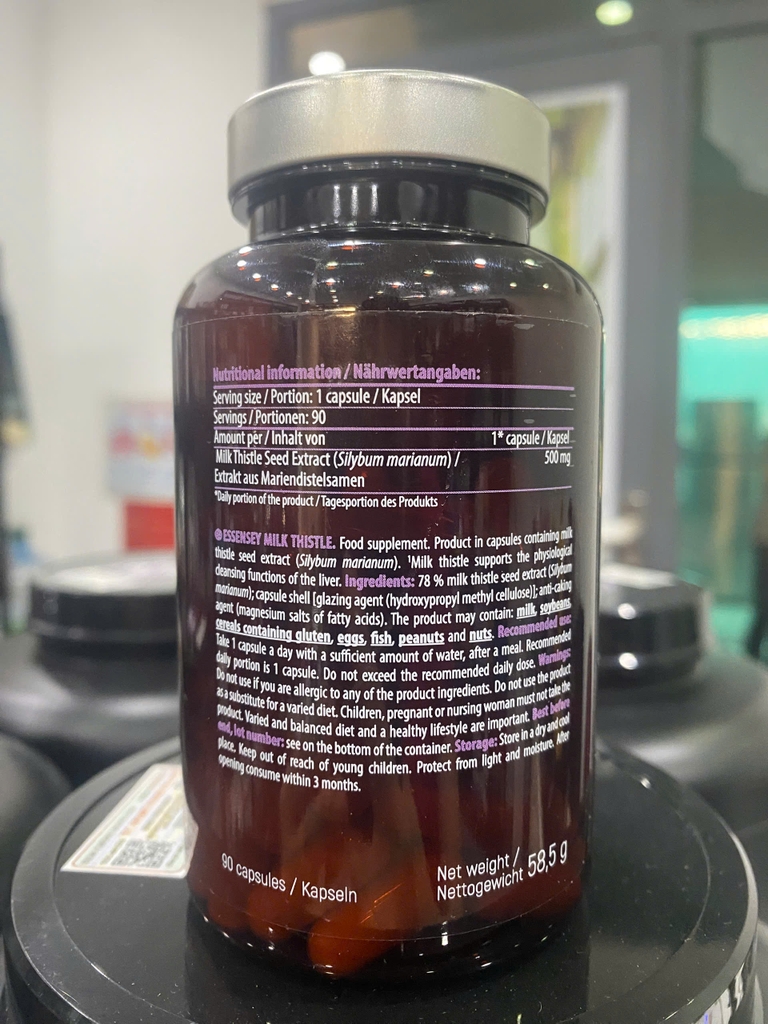 Nutritional information / Nährwertangaben:
Serving size / Portion: 1 capsule / Kapsel
Servings / Portionen: 90
Amount per / Inhalt von 1* capsule / Kapsel
Milk Thistle Seed Extract (Silybum marianum) / 500 mg
Extrakt aus Mariendistelsamen
*Daily portion of the product / Tagesportion des Produkts
ESSENSEY MILK THISTLE. Food supplement. Product in capsules containing milk
thistle seed extract (Silybum marianum). ¹Milk thistle supports the physiological
cleansing functions of the liver. Ingredients: 78 % milk thistle seed extract (Silybum
marianum); capsule shell [glazing agent (hydroxypropyl methyl cellulose)]; anti-caking
agent (magnesium salts of fatty acids). The product may contain: milk, soybeans,
cereals containing gluten, eggs, fish, peanuts and nuts. Recommended use:
Take 1 capsule a day with a sufficient amount of water, after a meal. Recommended
daily portion is 1 capsule. Do not exceed the recommended daily dose. Warnings:
Do not use if you are allergic to any of the product ingredients. Do not use the product
as a substitute for a varied diet. Children, pregnant or nursing woman must not take the
product. Varied and balanced diet and a healthy lifestyle are important. Best before
end, lot number: see on the bottom of the container. Storage: Store in a dry and cool
place. Keep out of reach of young children. Protect from light and moisture. After
opening consume within 3 months.
90 capsules / Kapseln
Net weight /
Nettogewicht 58,5 g